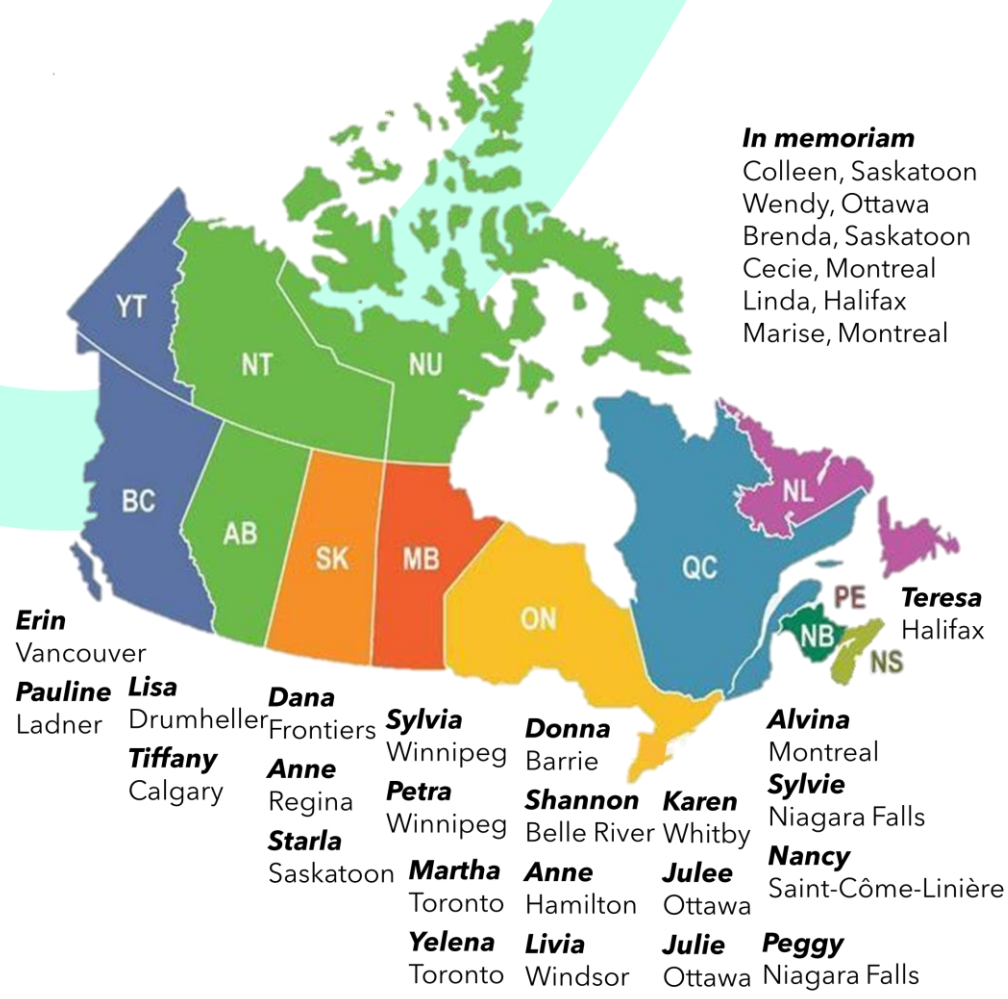 In memoriam
Colleen, Saskatoon
Wendy, Ottawa
Brenda, Saskatoon
Cecie, Montreal
Linda, Halifax
Marise, Montreal
YT
NT
NU
BC
AB
SK
MB
ON
QC
NL
PE
NB
NS
Erin
Vancouver
Pauline
Ladner
Lisa
Drumheller
Tiffany
Calgary
Dana
Frontiers
Anne
Regina
Starla
Saskatoon
Sylvia
Winnipeg
Petra
Winnipeg
Martha
Toronto
Yelena
Toronto
Donna
Barrie
Shannon
Belle River
Anne
Hamilton
Livia
Windsor
Karen
Whitby
Julee
Ottawa
Julie
Ottawa
Alvina
Montreal
Sylvie
Niagara Falls
Nancy
Saint-Côme-Linière
Peggy
Niagara Falls
Teresa
Halifax